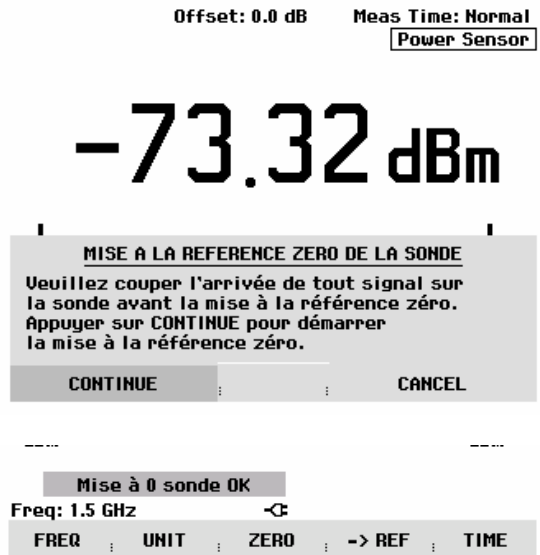 Offset: 0.0 dB Meas Time: Normal
Power Sensor
-73.32 dBm
MISE A LA REFERENCE ZERO DE LA SONDE
Veuillez couper l'arrivée de tout signal sur
la sonde avant la mise à la référence zéro.
Appuyer sur CONTINUE pour démarrer
la mise à la référence zéro.
CONTINUE CANCEL
Mise à 0 sonde OK
Freq: 1.5 GHz
FREQ UNIT ZERO -> REF TIME